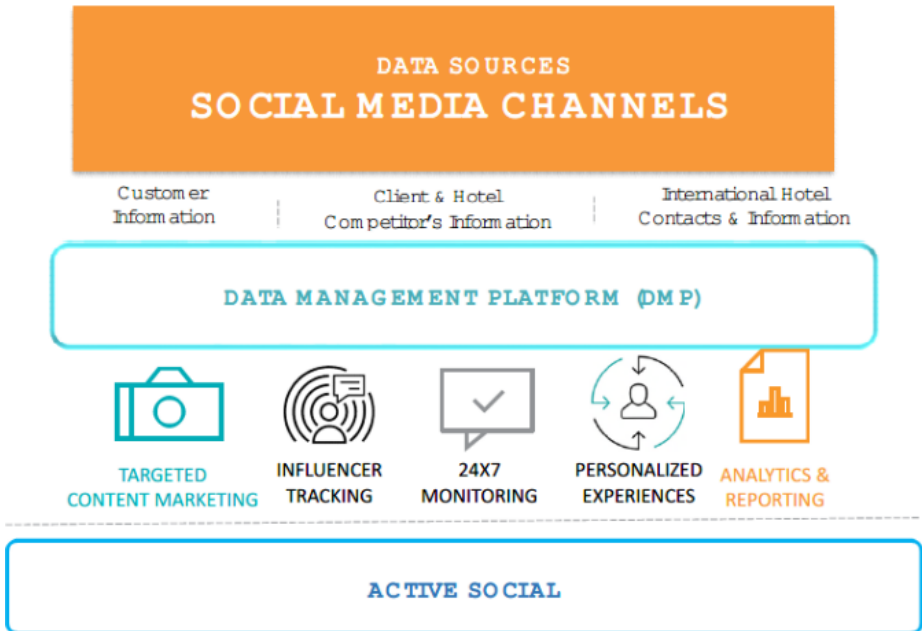 DATA SOURCES
SOCIAL MEDIA CHANNELS
Customer
Information
Client & Hotel
Competitor's Information
International Hotel
Contacts & Information
DATA MANAGEMENT PLATFORM (DMP)
TARGETED
CONTENT MARKETING
INFLUENCER
TRACKING
24X7
MONITORING
PERSONALIZED
EXPERIENCES
ANALYTICS &
REPORTING
ACTIVE SOCIAL